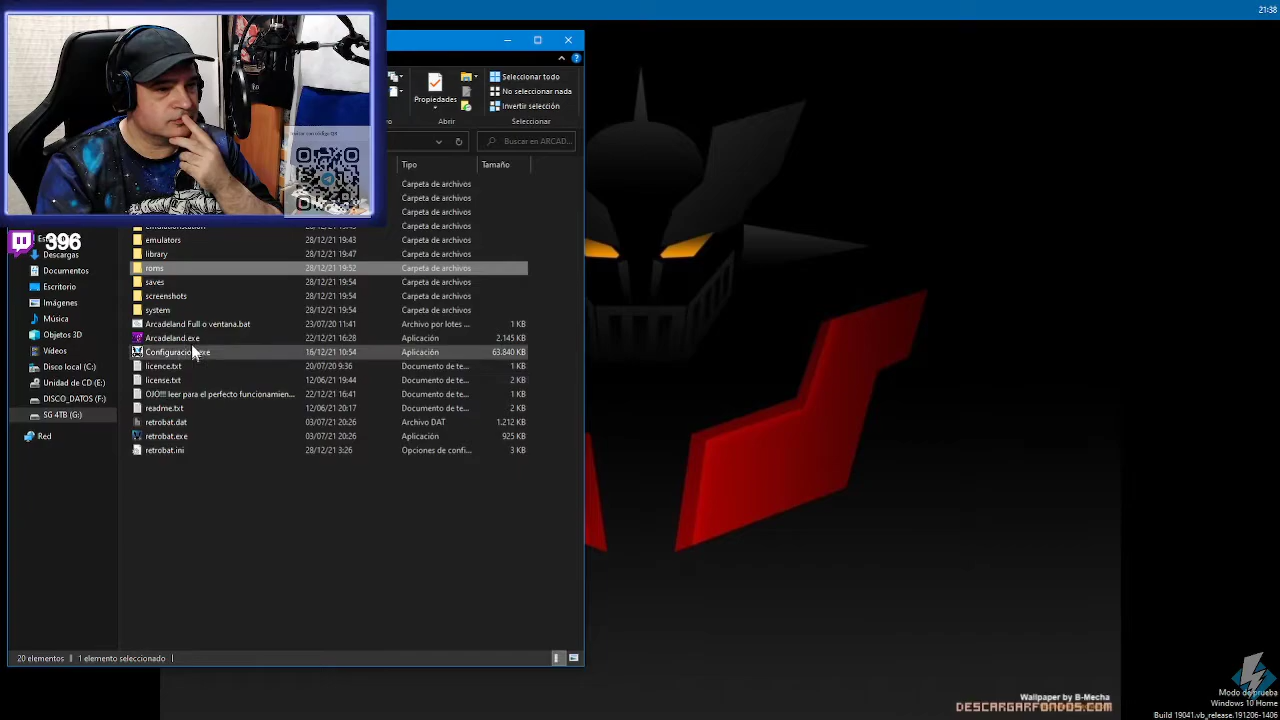 21:38
Seleccionar todo
No seleccionar nada
Invertir selección
Propiedades
Abrir
Seleccionar
Buscar en ARCAD...
Tipo
Tamaño
Carpeta de archivos
Carpeta de archivos
Carpeta de archivos
Carpeta de archivos
396
Descargas
Documentos
Escritorio
Imágenes
Música
Objetos 3D
Vídeos
Disco local (C:)
Unidad de CD (E:)
DISCO_DATOS (F:)
SG 4TB (G:)
Red
emulators 28/12/21 19:43 Carpeta de archivos
library 28/12/21 19:47 Carpeta de archivos
roms 28/12/21 19:52 Carpeta de archivos
saves 28/12/21 19:54 Carpeta de archivos
screenshots 28/12/21 19:54 Carpeta de archivos
system 28/12/21 19:54 Carpeta de archivos
Arcadeland Full o ventana.bat 23/07/20 11:41 Archivo por lotes ... 1 KB
Arcadeland.exe 22/12/21 16:28 Aplicación 2.145 KB
16/12/21 10:54 Aplicación 63.840 KB
licence.txt 20/07/20 9:36 Documento de te... 1 KB
license.txt 12/06/21 19:44 Documento de te... 2 KB
OJO!!! leer para el perfecto funcionamien... 22/12/21 16:41 Documento de te... 1 KB
readme.txt 12/06/21 20:17 Documento de te... 2 KB
retrobat.dat 03/07/21 20:26 Archivo DAT 1.212 KB
retrobat.exe 03/07/21 20:26 Aplicación 925 KB
retrobat.ini 28/12/21 3:26 Opciones de confi... 3 KB
20 elementos 1 elemento seleccionado
Wallpaper by B-Mecha
DESCARGARFONDOS.COM
Modo de prueba
Windows 10 Home
Build 19041.vb_release.191206-1406